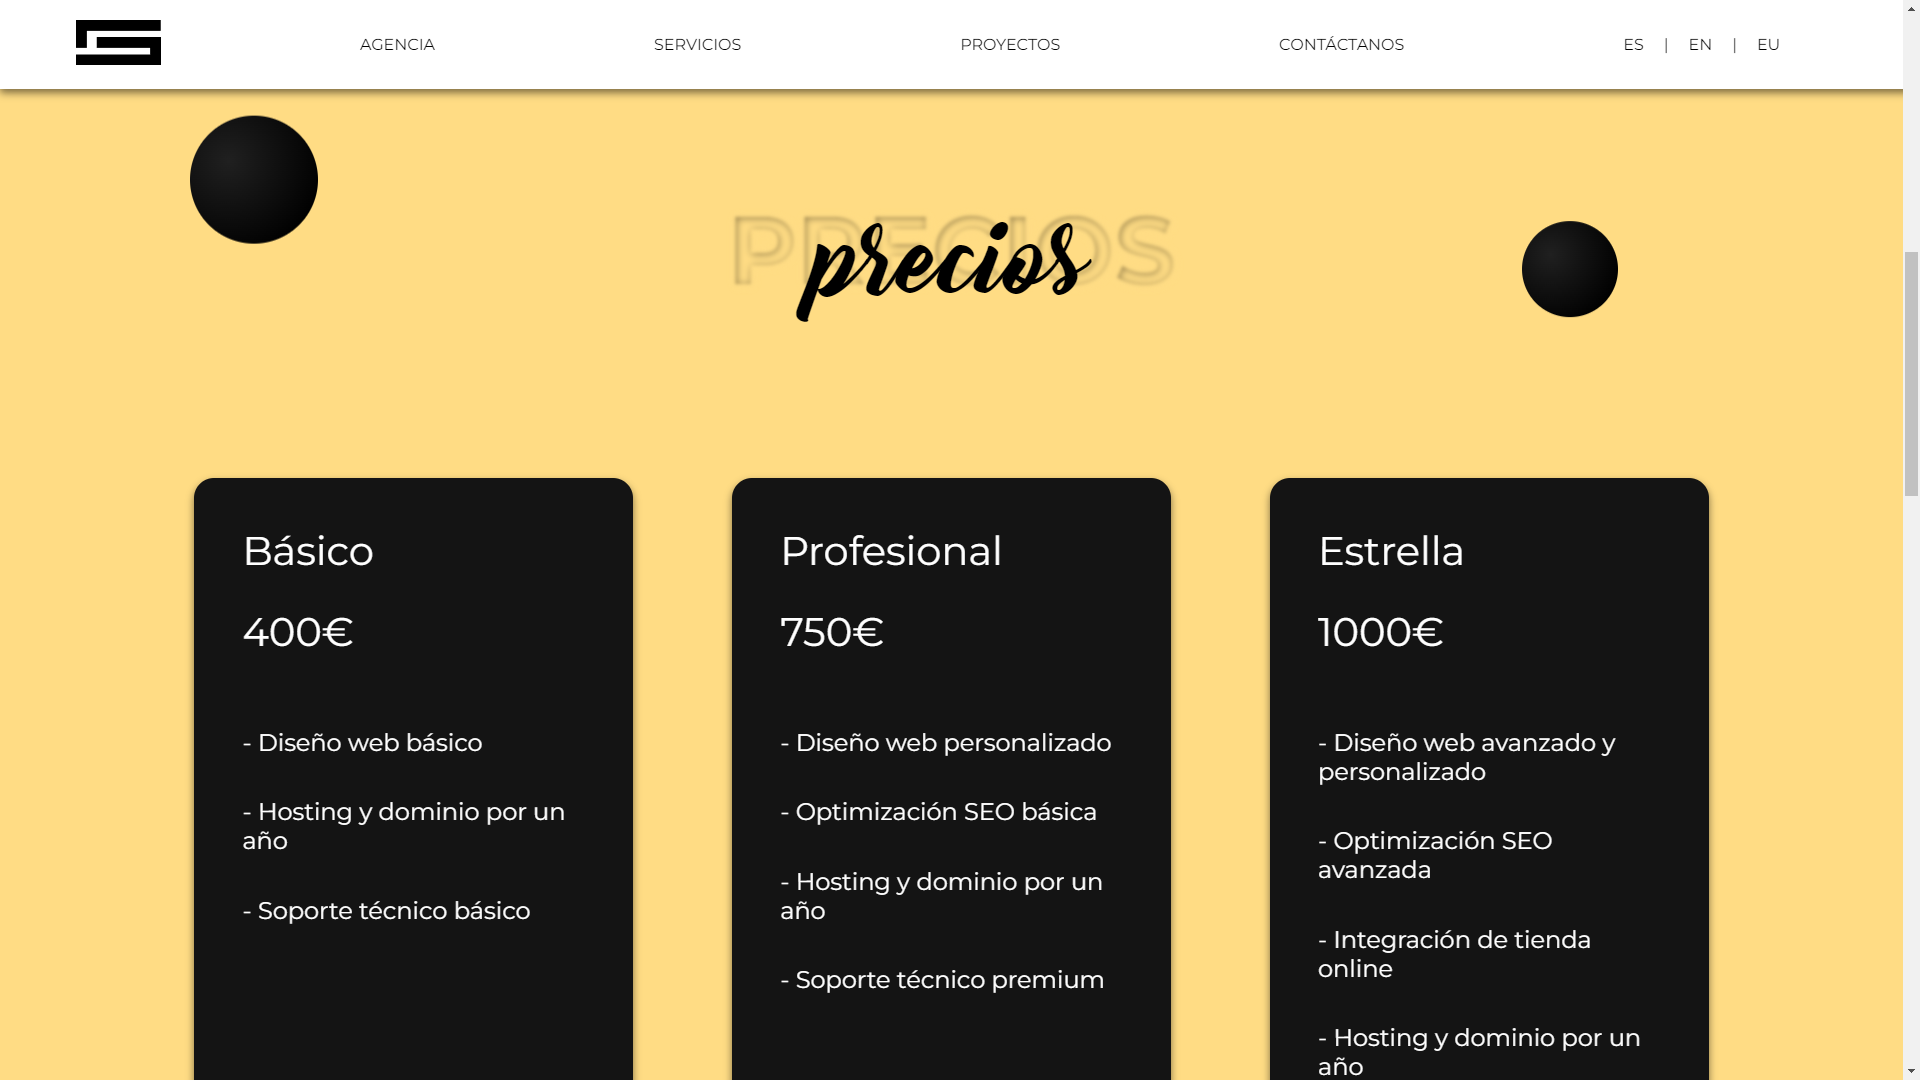 AGENCIA
SERVICIOS
PROYECTOS
CONTÁCTANOS
ES | EN | EU
PRECIOS
precios
Básico
400€
- Diseño web básico
- Hosting y dominio por un
año
- Soporte técnico básico
Profesional
750€
- Diseño web personalizado
- Optimización SEO básica
- Hosting y dominio por un
año
- Soporte técnico premium
Estrella
1000€
- Diseño web avanzado y
personalizado
- Optimización SEO
avanzada
- Integración de tienda
online
- Hosting y dominio por un
año